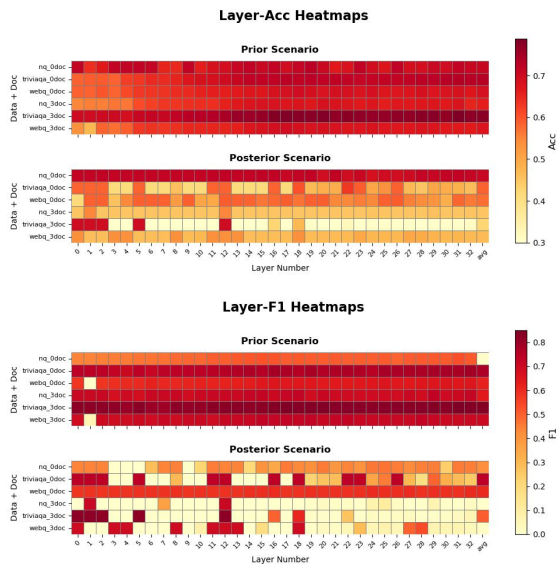 Layer-Acc Heatmaps
Prior Scenario
nq_0doc
triviaqa_0doc
webq_0doc
nq_3doc
triviaqa_3doc
webq_3doc
Data + Doc
Posterior Scenario
nq_0doc
triviaqa_0doc
webq_0doc
nq_3doc
triviaqa_3doc
webq_3doc
Data + Doc
0 1 2 3 4 5 6 7 8 9 10 11 12 13 14 15 16 17 18 19 20 21 22 23 24 25 26 27 28 29 30 31 32 avg
Layer Number
0.7
0.6
0.5
0.4
0.3
Acc
Layer-F1 Heatmaps
Prior Scenario
nq_0doc
triviaqa_0doc
webq_0doc
nq_3doc
triviaqa_3doc
webq_3doc
Data + Doc
Posterior Scenario
nq_0doc
triviaqa_0doc
webq_0doc
nq_3doc
triviaqa_3doc
webq_3doc
Data + Doc
0 1 2 3 4 5 6 7 8 9 10 11 12 13 14 15 16 17 18 19 20 21 22 23 24 25 26 27 28 29 30 31 32 avg
Layer Number
0.8
0.7
0.6
0.5
0.4
0.3
0.2
0.1
0.0
F1